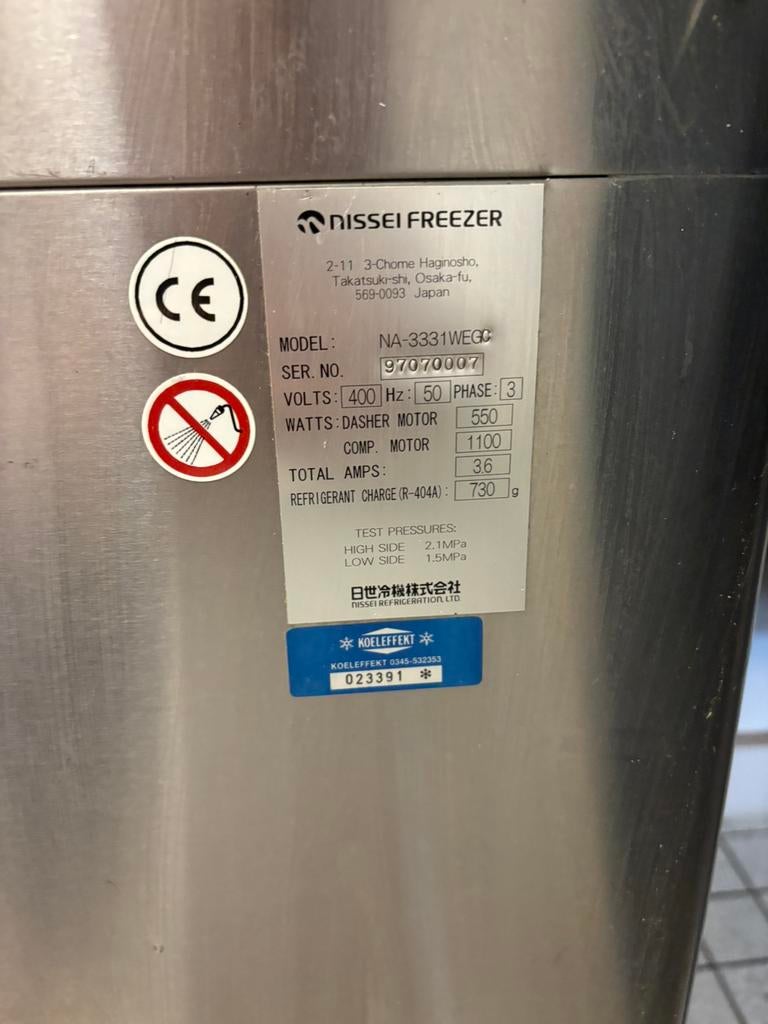 NISSEI FREEZER
2-11 3-Chome Haginosho,
Takatsuki-shi, Osaka-fu,
569-0093 Japan
CE
MODEL: NA-3331WEGC
SER. NO. 97070007
VOLTS: 400 Hz: 50 PHASE: 3
WATTS: DASHER MOTOR 550
COMP. MOTOR 1100
TOTAL AMPS: 3.6
REFRIGERANT CHARGE(R-404A): 730 g
TEST PRESSURES:
HIGH SIDE 2.1MPa
LOW SIDE 1.5MPa
日世冷機株式会社
NISSEI REFRIGERATION, LTD.
KOELEFFEKT
KOELEFFEKT 0345-532353
023391 *